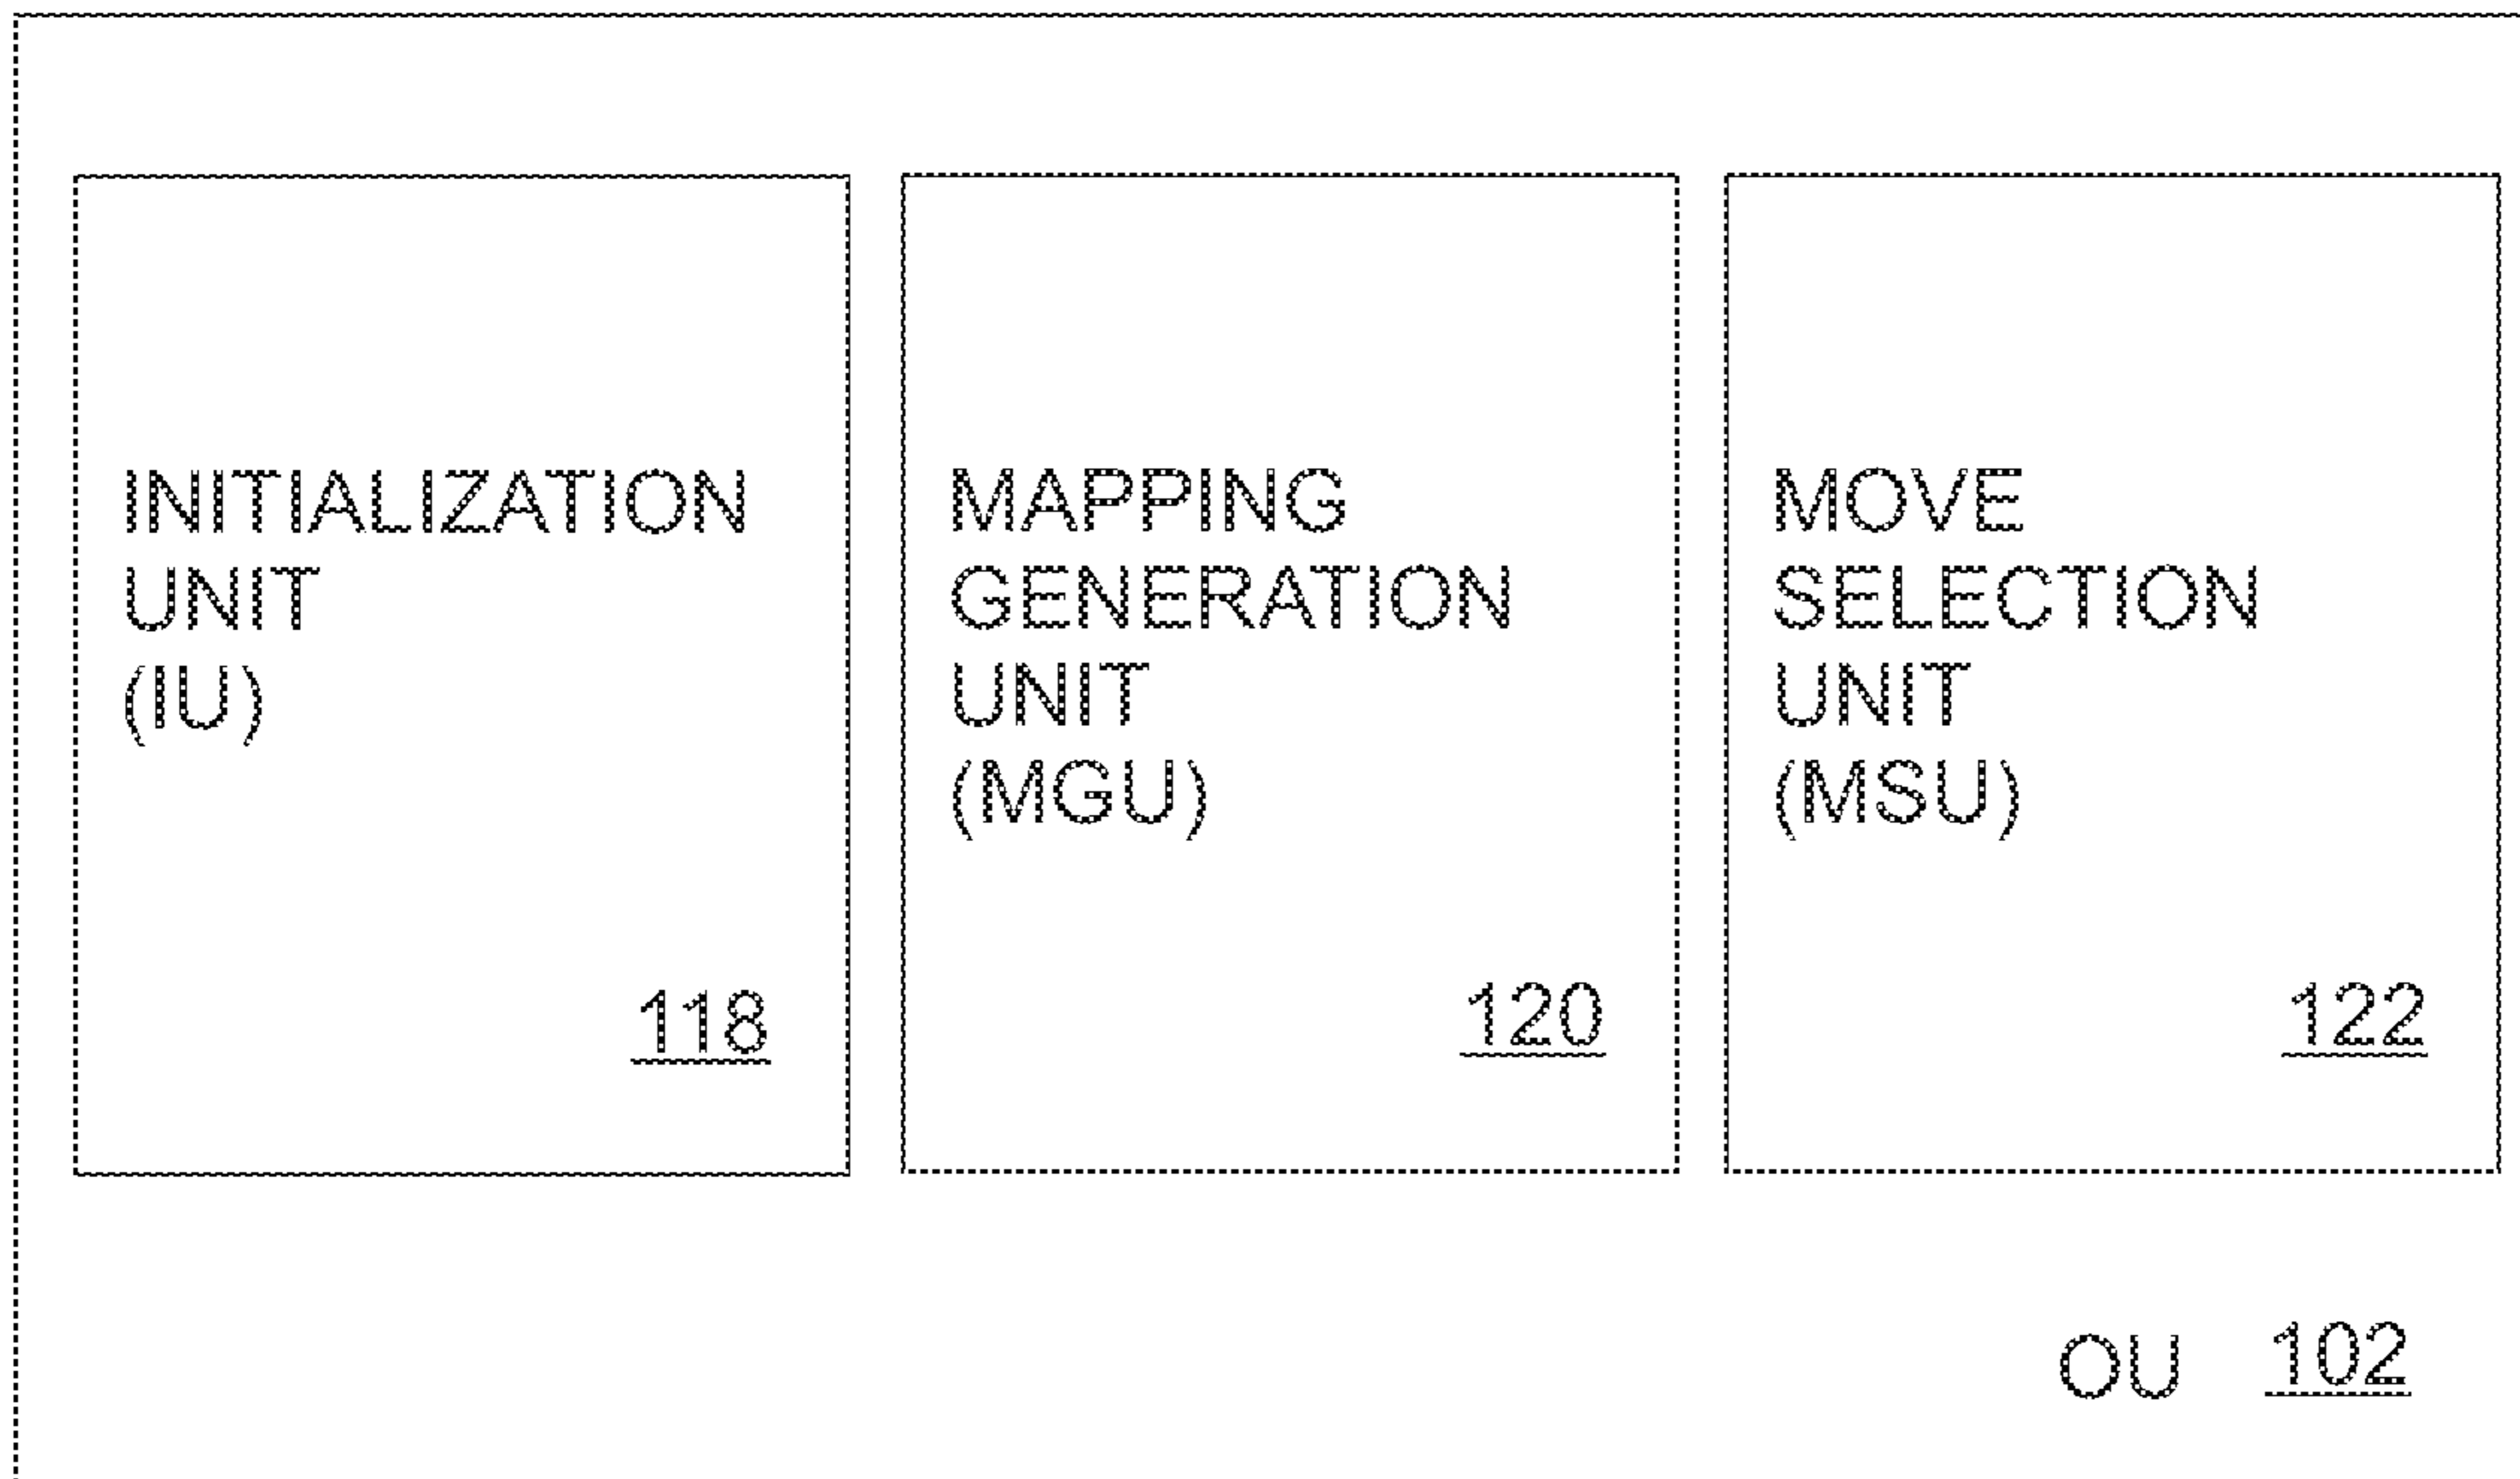 INITIALIZATION
UNIT
(IU)
118
MAPPING
GENERATION
UNIT
(MGU)
120
MOVE
SELECTION
UNIT
(MSU)
122
OU 102